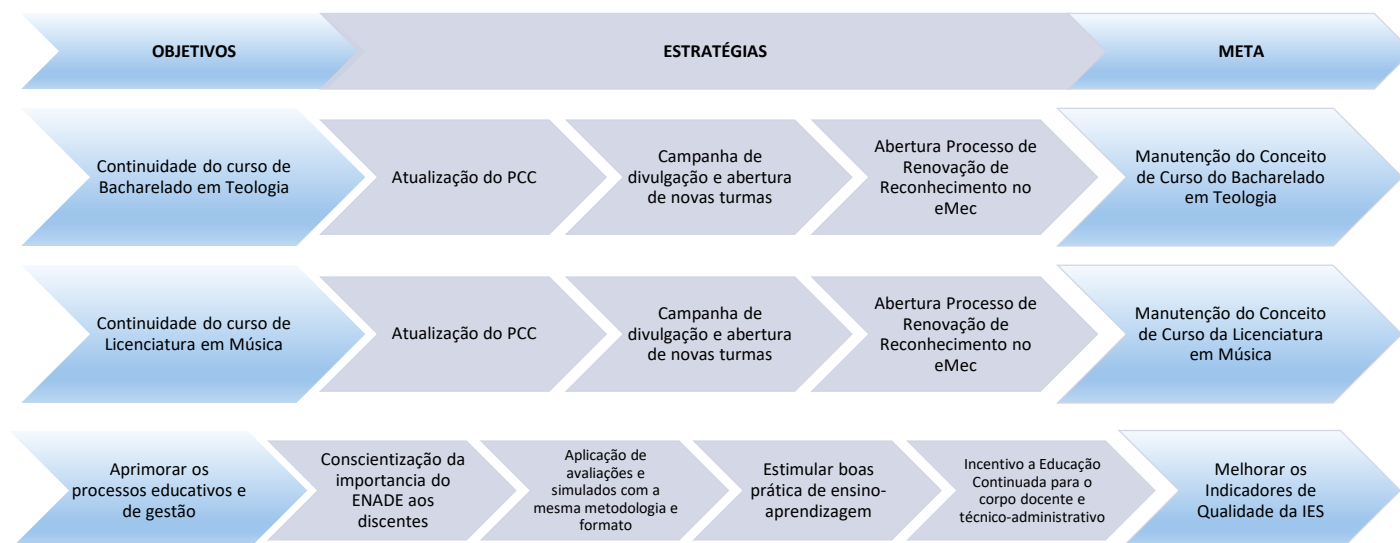 OBJETIVOS
ESTRATÉGIAS
META
Continuidade do curso de
Bacharelado em Teologia
Atualização do PCC
Campanha de
divulgação e abertura
de novas turmas
Abertura Processo de
Renovação de
Reconhecimento no
eMec
Manutenção do Conceito
de Curso do Bacharelado
em Teologia
Continuidade do curso de
Licenciatura em Música
Atualização do PCC
Campanha de
divulgação e abertura
de novas turmas
Abertura Processo de
Renovação de
Reconhecimento no
eMec
Manutenção do Conceito
de Curso da Licenciatura
em Música
Aprimorar os
processos educativos e
de gestão
Conscientização da
importancia do
ENADE aos
discentes
Aplicação de
avaliações e
simulados com a
mesma metodologia e
formato
Estimular boas
prática de ensino-
aprendizagem
Incentivo a Educação
Continuada para o
corpo docente e
técnico-administrativo
Melhorar os
Indicadores de
Qualidade da IES